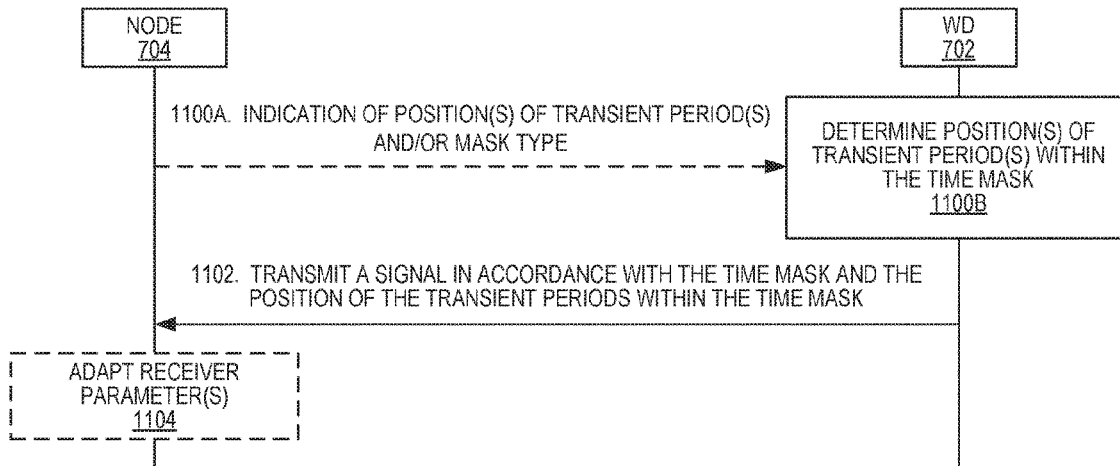 NODE
704
WD
702
1100A. INDICATION OF POSITION(S) OF TRANSIENT PERIOD(S)
AND/OR MASK TYPE
DETERMINE POSITION(S) OF
TRANSIENT PERIOD(S) WITHIN
THE TIME MASK
1100B
1102. TRANSMIT A SIGNAL IN ACCORDANCE WITH THE TIME MASK AND THE
POSITION OF THE TRANSIENT PERIODS WITHIN THE TIME MASK
ADAPT RECEIVER
PARAMETER(S)
1104